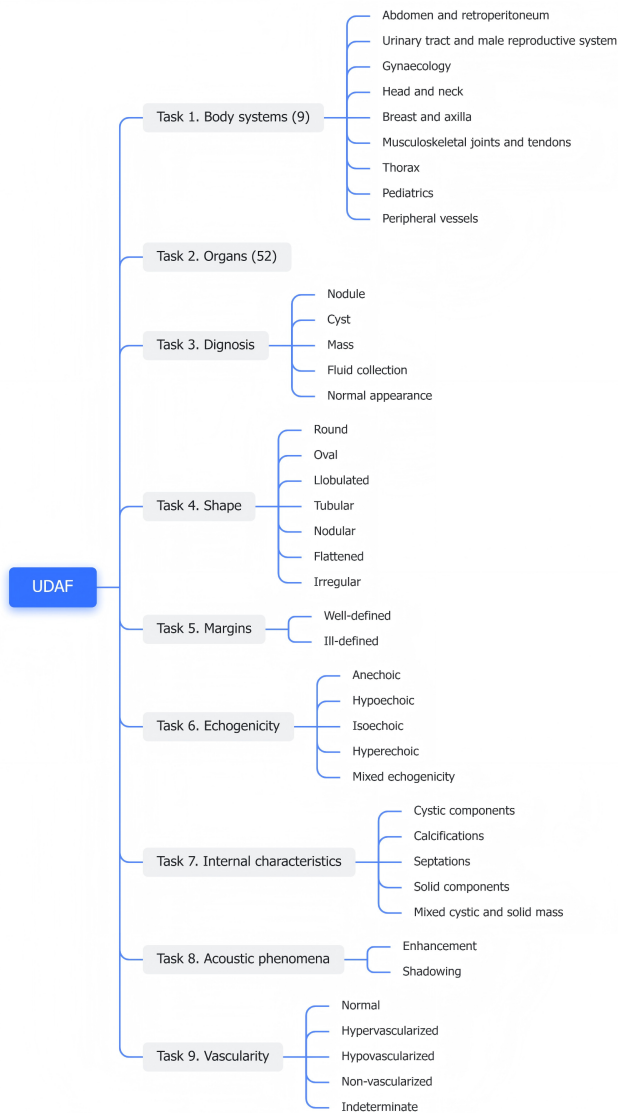 UDAF
Task 1. Body systems (9)
Abdomen and retroperitoneum
Urinary tract and male reproductive system
Gynaecology
Head and neck
Breast and axilla
Musculoskeletal joints and tendons
Thorax
Pediatrics
Peripheral vessels
Task 2. Organs (52)
Task 3. Dignosis
Nodule
Cyst
Mass
Fluid collection
Normal appearance
Task 4. Shape
Round
Oval
Llobulated
Tubular
Nodular
Flattened
Irregular
Task 5. Margins
Well-defined
Ill-defined
Task 6. Echogenicity
Anechoic
Hypoechoic
Isoechoic
Hyperechoic
Mixed echogenicity
Task 7. Internal characteristics
Cystic components
Calcifications
Septations
Solid components
Mixed cystic and solid mass
Task 8. Acoustic phenomena
Enhancement
Shadowing
Task 9. Vascularity
Normal
Hypervascularized
Hypovascularized
Non-vascularized
Indeterminate